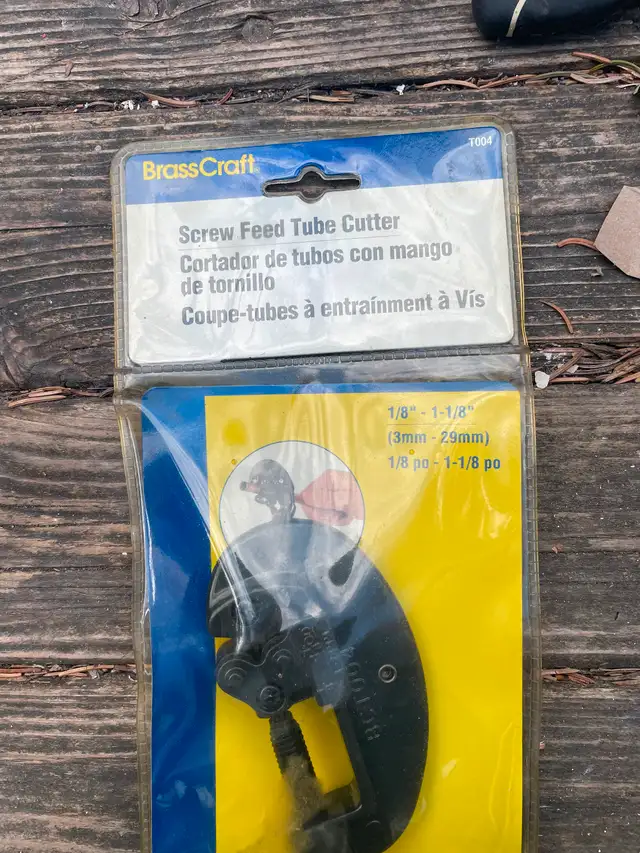 BrassCraft
T004
Screw Feed Tube Cutter
Cortador de tubos con mango
de tornillo
Coupe-tubes à entraínment à Vís
1/8" - 1-1/8"
(3mm - 29mm)
1/8 po - 1-1/8 po